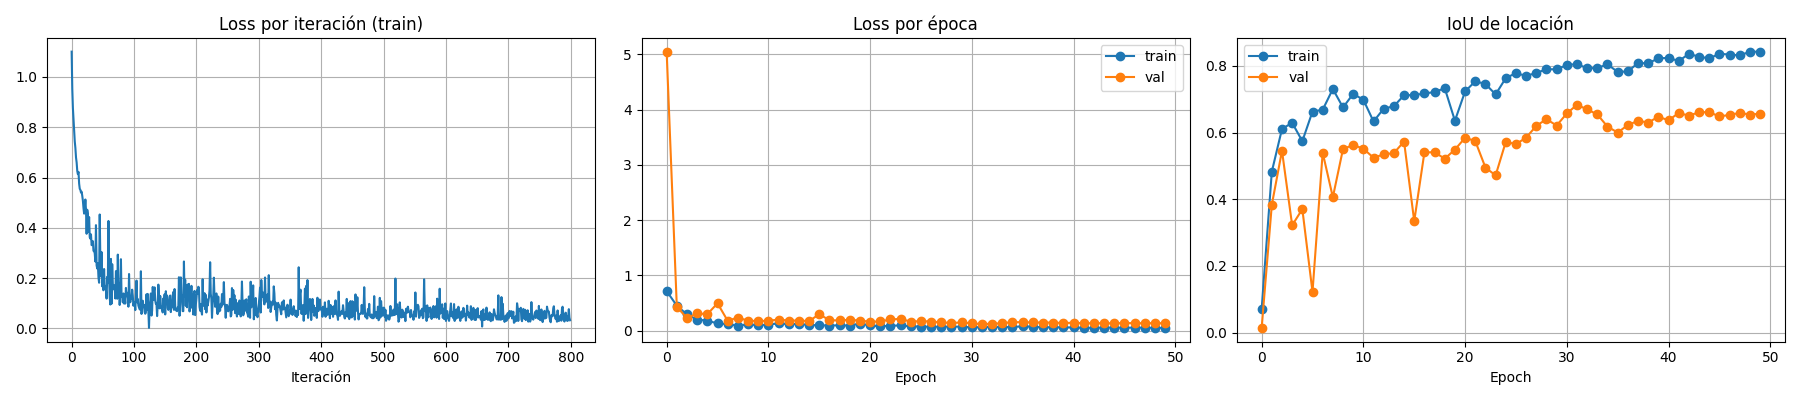 Loss por iteración (train)
1.0
0.8
0.6
0.4
0.2
0.0
0 100 200 300 400 500 600 700 800
Iteración
Loss por época
train
val
5
4
3
2
1
0
0 10 20 30 40 50
Epoch
IoU de locación
train
val
0.8
0.6
0.4
0.2
0.0
0 10 20 30 40 50
Epoch